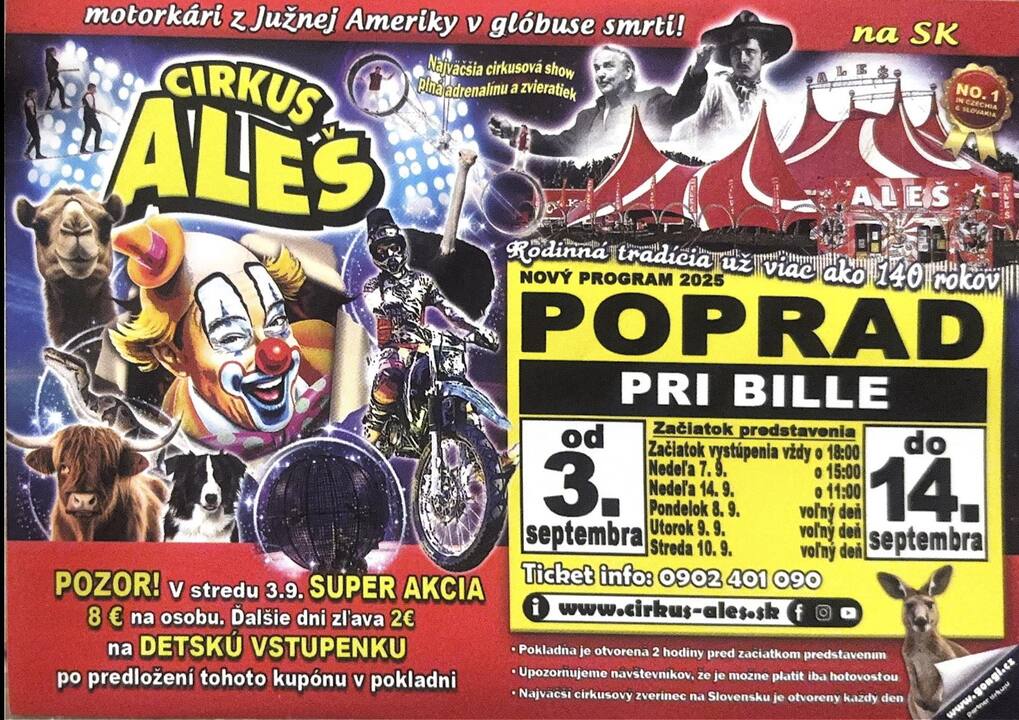 motorkári z Južnej Ameriky v glóbuse smrti!
na SK
CIRKUS
ALEŠ
Najväčšia cirkusová show
plná adrenalínu a zvieratiek
ALEŠ
NO. 1
IN CZECHIA
& SLOVAKIA
ALEŠ
Rodinná tradícia už viac ako 140 rokov
NOVÝ PROGRAM 2025
POPRAD
PRI BILLE
od
3.
septembra
Začiatok predstavenia
Začiatok vystúpenia vždy o 18:00
Nedeľa 7. 9. o 15:00
Nedeľa 14. 9. o 11:00
Pondelok 8. 9. voľný deň
Utorok 9. 9. voľný deň
Streda 10. 9. voľný deň
do
14.
septembra
Ticket info: 0902 401 090
www.cirkus-ales.sk
POZOR! V stredu 3.9. SUPER AKCIA
8 € na osobu. Ďalšie dni zľava 2€
na DETSKÚ VSTUPENKU
po predložení tohoto kupónu v pokladni
• Pokladňa je otvorena 2 hodiny pred začiatkom predstavením
• Upozorňujeme návštevníkov, že je možne platiť iba hotovosťou
• Najväčší cirkusový zverinec na Slovensku je otvorený každý deň
www.gongi.cz
Partner cirkusu